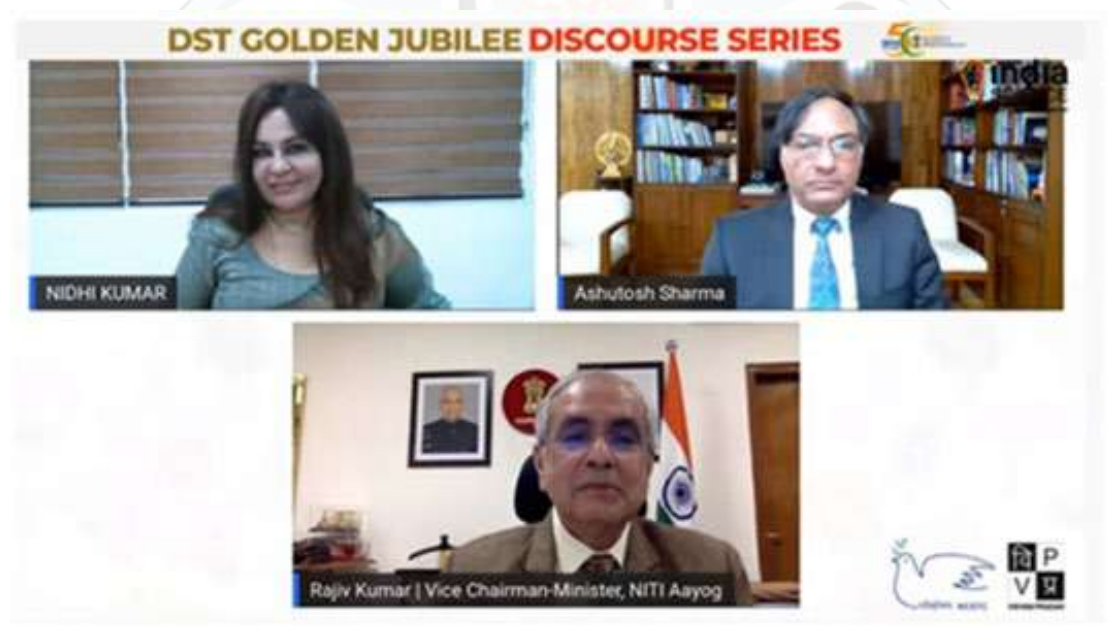 DST GOLDEN JUBILEE DISCOURSE SERIES
india
NIDHI KUMAR
Ashutosh Sharma
Rajiv Kumar | Vice Chairman-Minister, NITI Aayog
वि P
V प्र